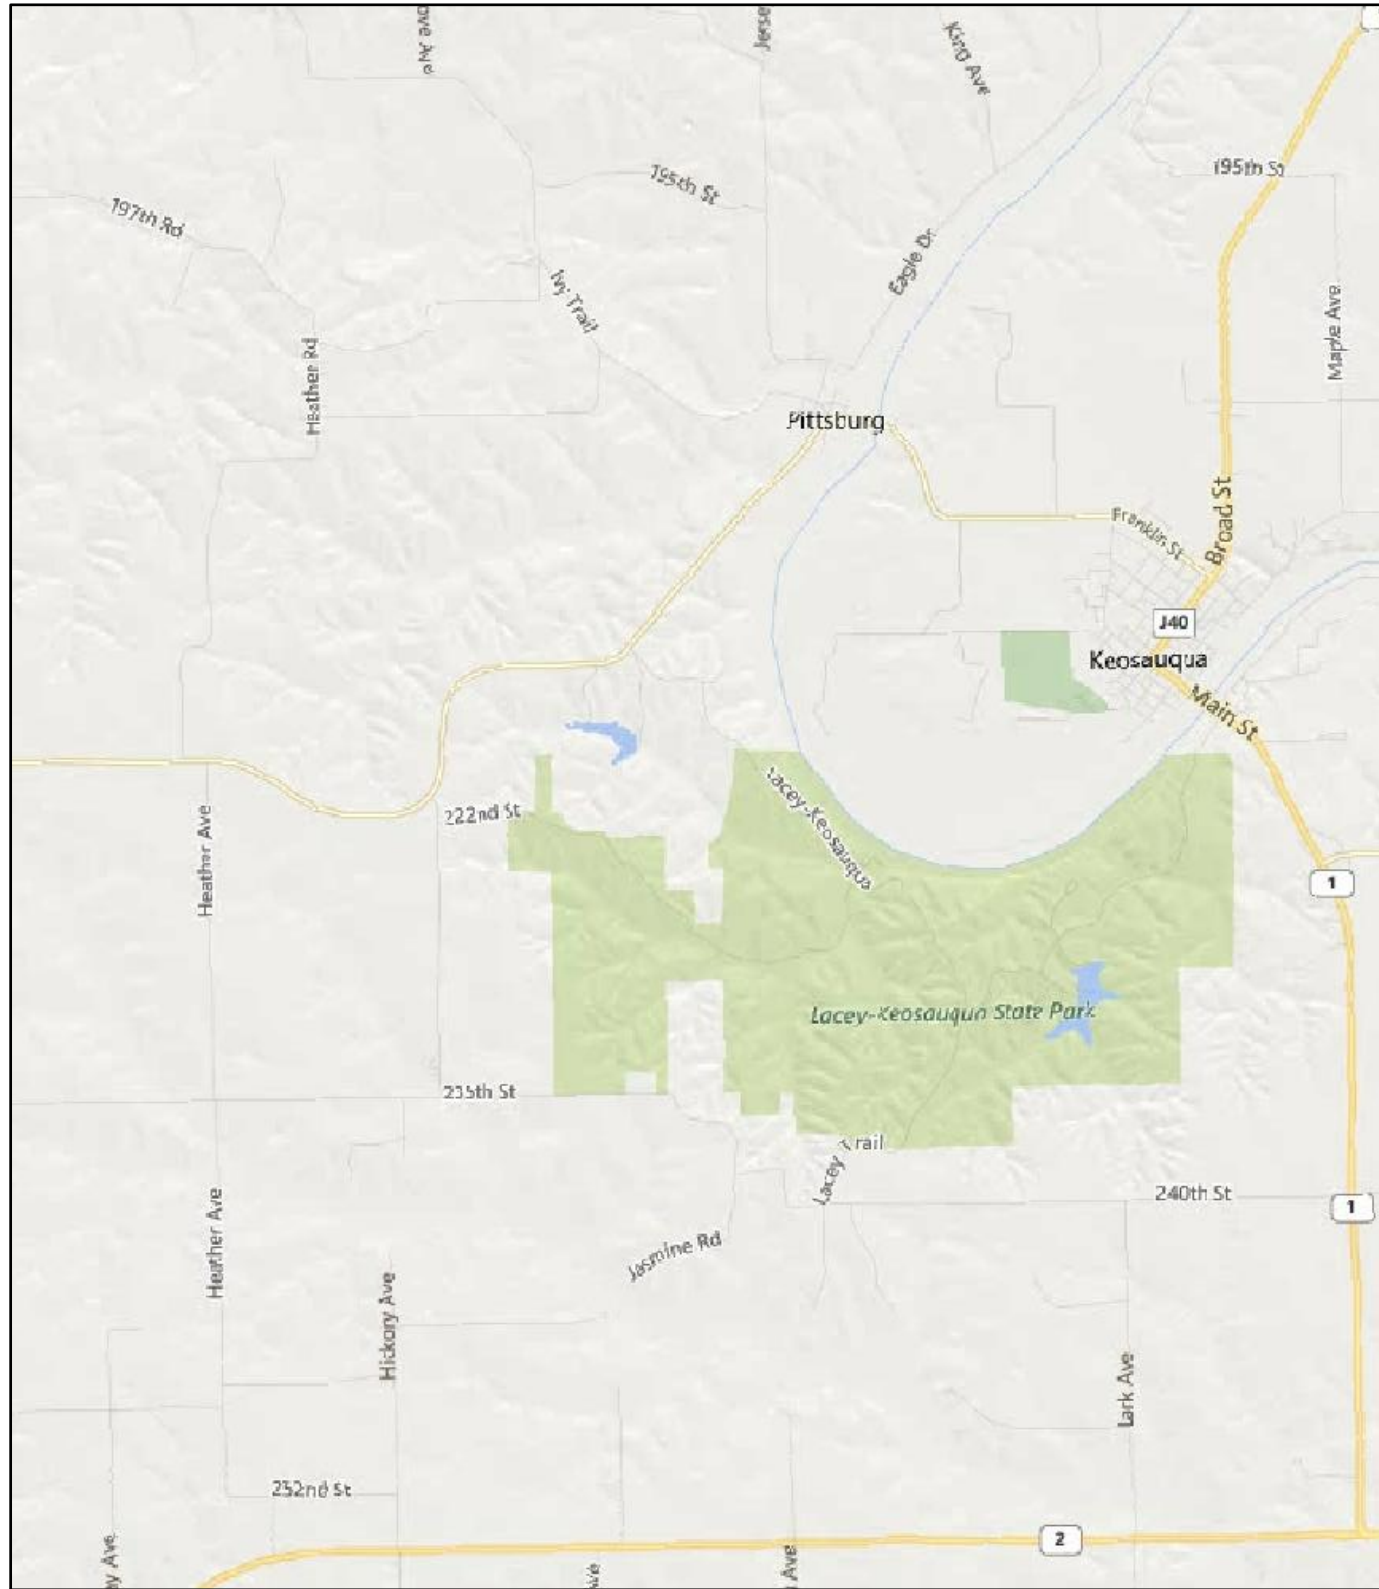 King Ave
195th St
195th St
197th Rd
Eagle Dr
Ivy Trail
Maple Ave
Heather Rd
Pittsburg
Broad St
Franklin St
J40
Keosauqua
Main St
Lacey-Keosauqua
222nd St
Heather Ave
1
Lacey-Keosauqua State Park
235th St
Lacey Trail
240th St
1
Heather Ave
Jasmine Rd
Hickory Ave
Lark Ave
252nd St
2
Ave